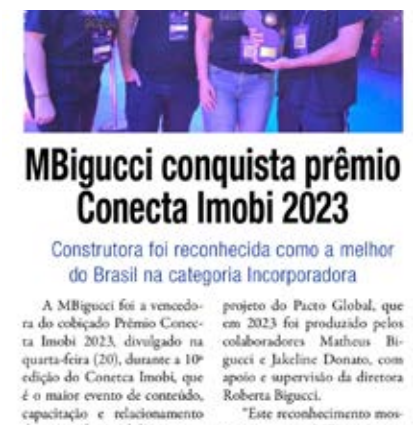 MBigucci conquista prêmio
Conecta Imobi 2023
Construtora foi reconhecida como a melhor
do Brasil na categoria Incorporadora
A MBigucci foi a vencedo-
ra do cobiçado Prêmio Conec-
ta Imobi 2023, divulgado na
quarta-feira (20), durante a 10ª
edição do Conecta Imobi, que
é o maior evento de conteúdo,
capacitação e relacionamento
projeto do Pacto Global, que
em 2023 foi produzido pelos
colaboradores Matheus Bi-
gucci e Jakeline Donato, com
apoio e supervisão da diretora
Roberta Bigucci.
"Este reconhecimento mos-